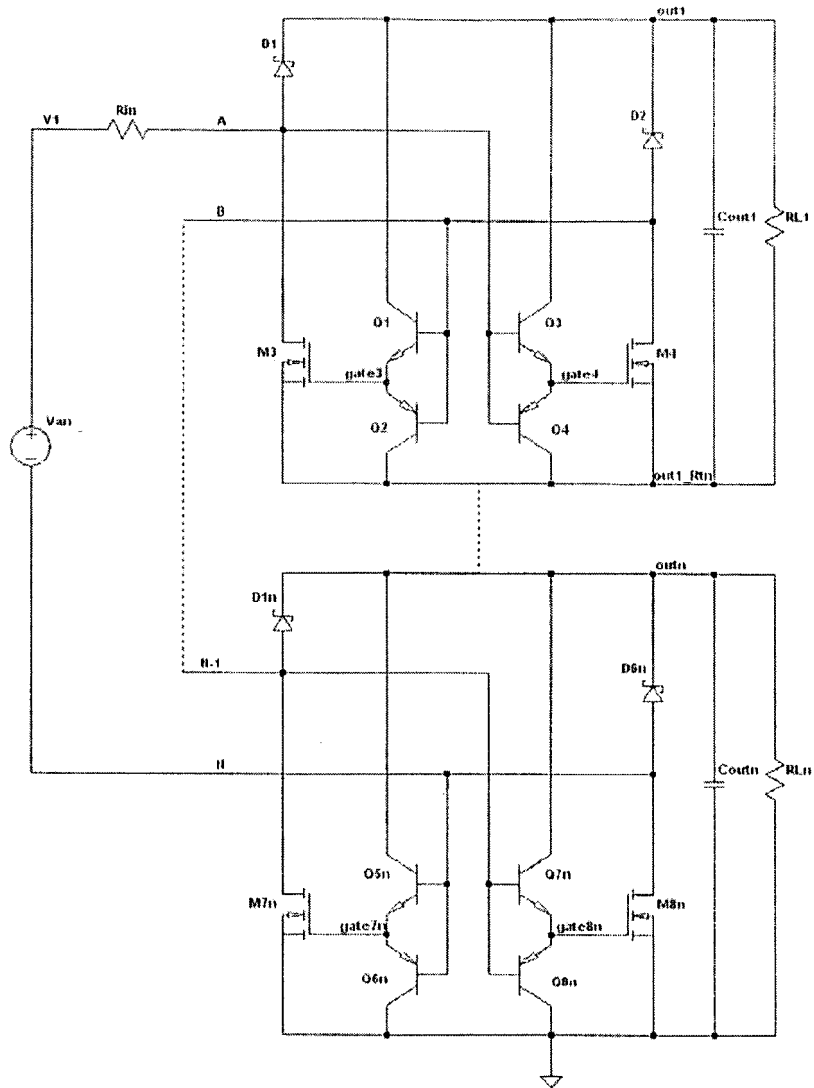 out1
D1
Rin
V1
A
D2
B
Cout1
RL1
Q1
Q3
M3
gate3
gate4
M4
Q2
Q4
Van
out1_Rtn
outn
D1n
N-1
D6n
N
Coutn
RLn
Q5n
Q7n
M7n
gate7n
gate8n
M8n
Q6n
Q8n